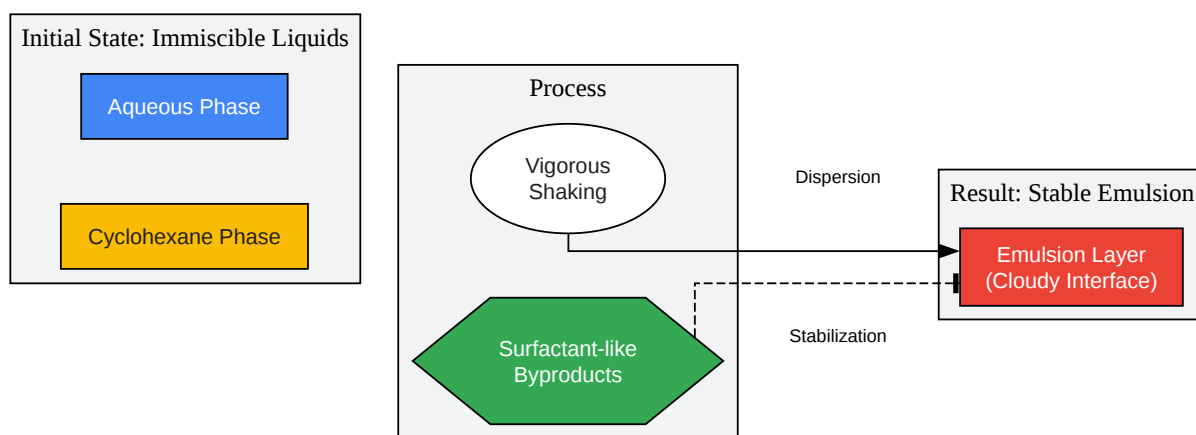 Initial State: Immiscible Liquids
Aqueous Phase
Cyclohexane Phase
Process
Vigorous
Shaking
Surfactant-like
Byproducts
Dispersion
Stabilization
Result: Stable Emulsion
Emulsion Layer
(Cloudy Interface)